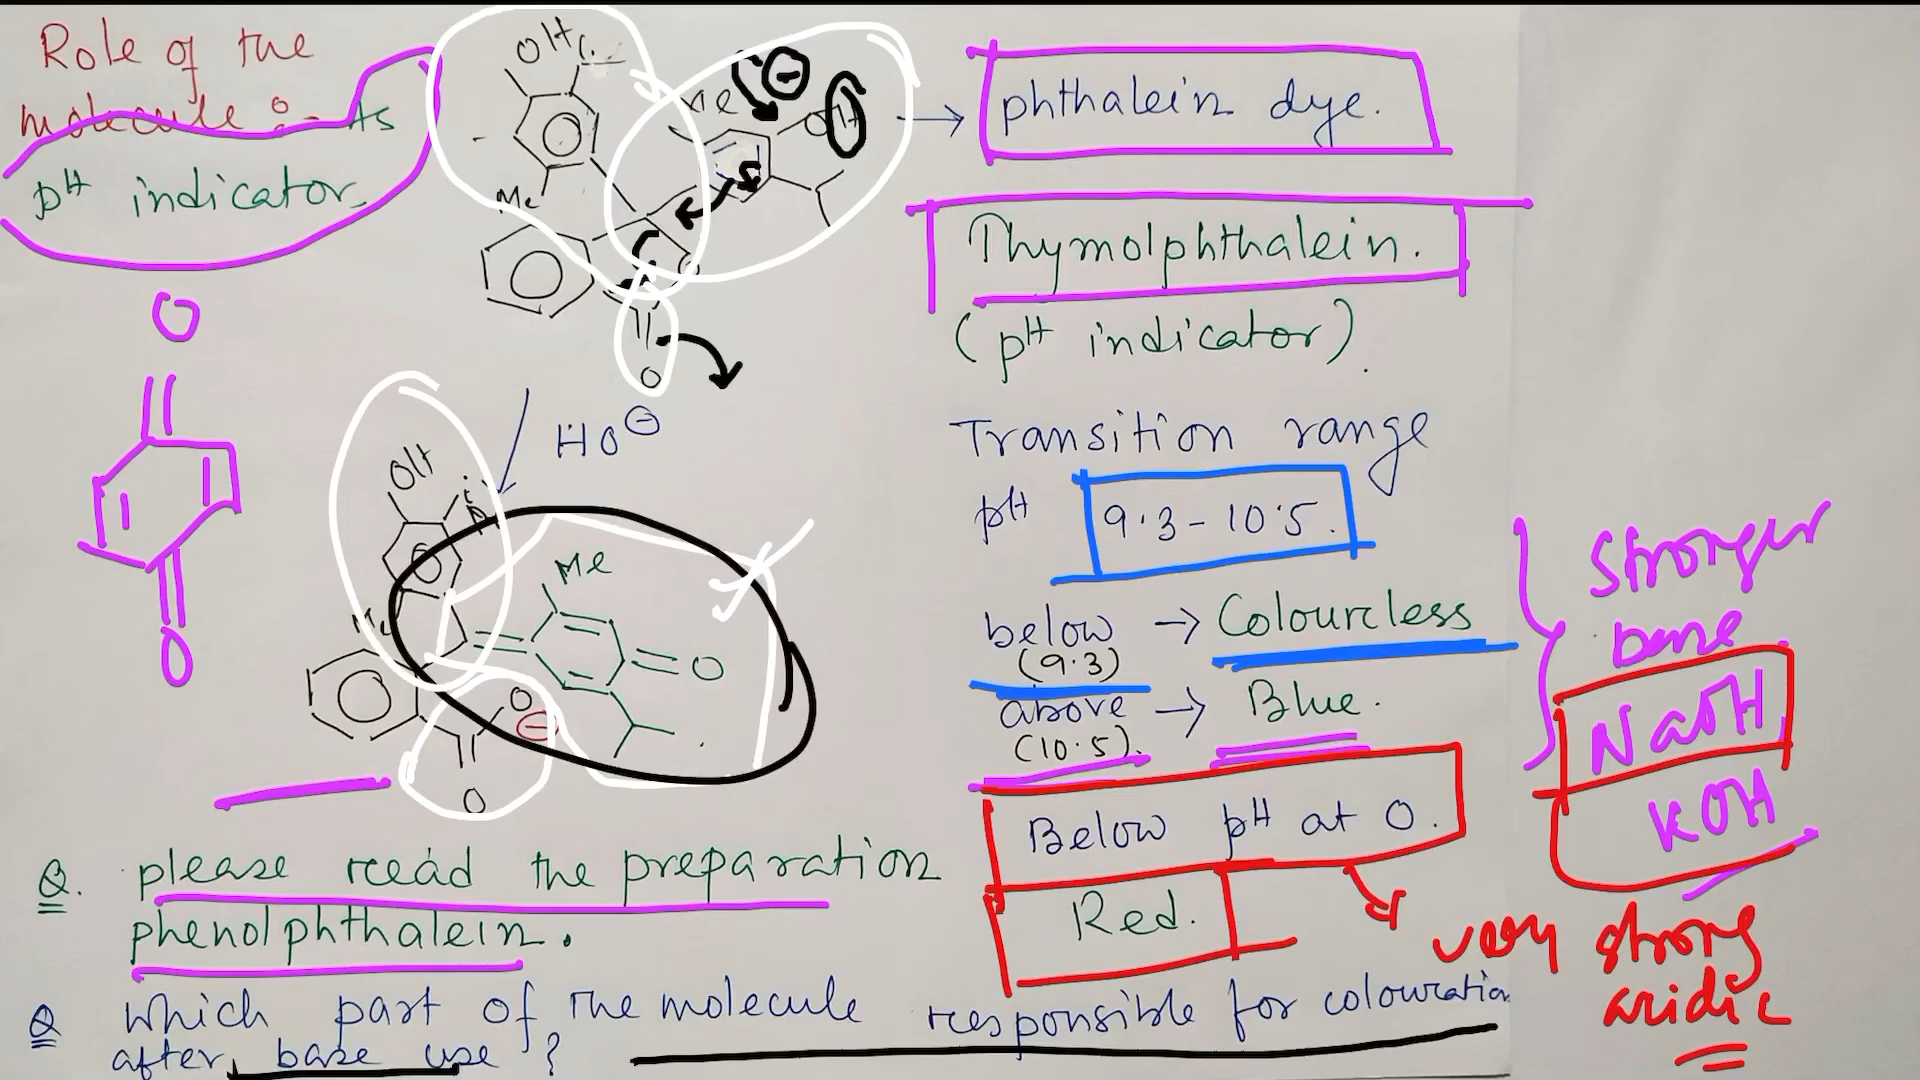 Role of the
molecule :- As
pH indicator.
OH
Me
Me
OH
O
O
⊖
phthalein dye.
Thymolphthalein.
(pH indicator).
O
O
HO⊖
OH
Me
Me
O
O⊖
O
Transition range
pH 9.3 - 10.5.
below → Colourless
(9.3)
above → Blue.
(10.5).
Below pH at 0.
Red.
stronger
base
NaOH
KOH
very strong
acidic
Q. please read the preparation
phenolphthalein.
Q which part of the molecule responsible for colouration
after base use ?